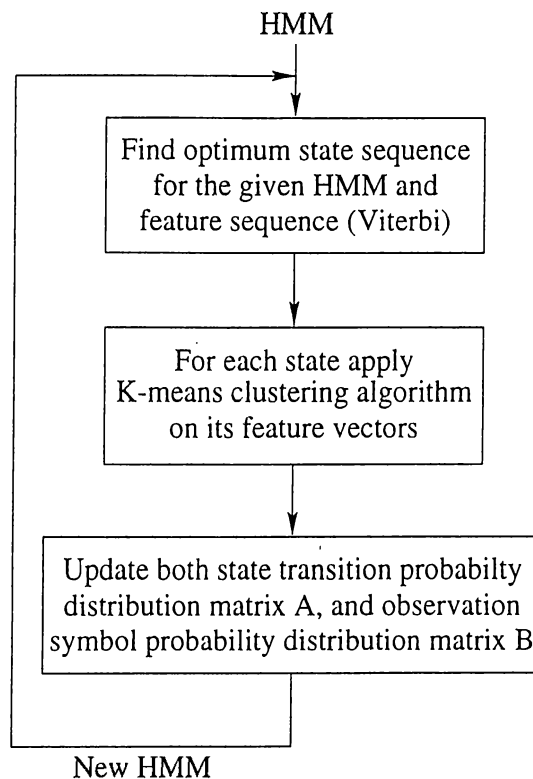 HMM
Find optimum state sequence
for the given HMM and
feature sequence (Viterbi)
For each state apply
K-means clustering algorithm
on its feature vectors
Update both state transition probabilty
distribution matrix A, and observation
symbol probability distribution matrix B
New HMM